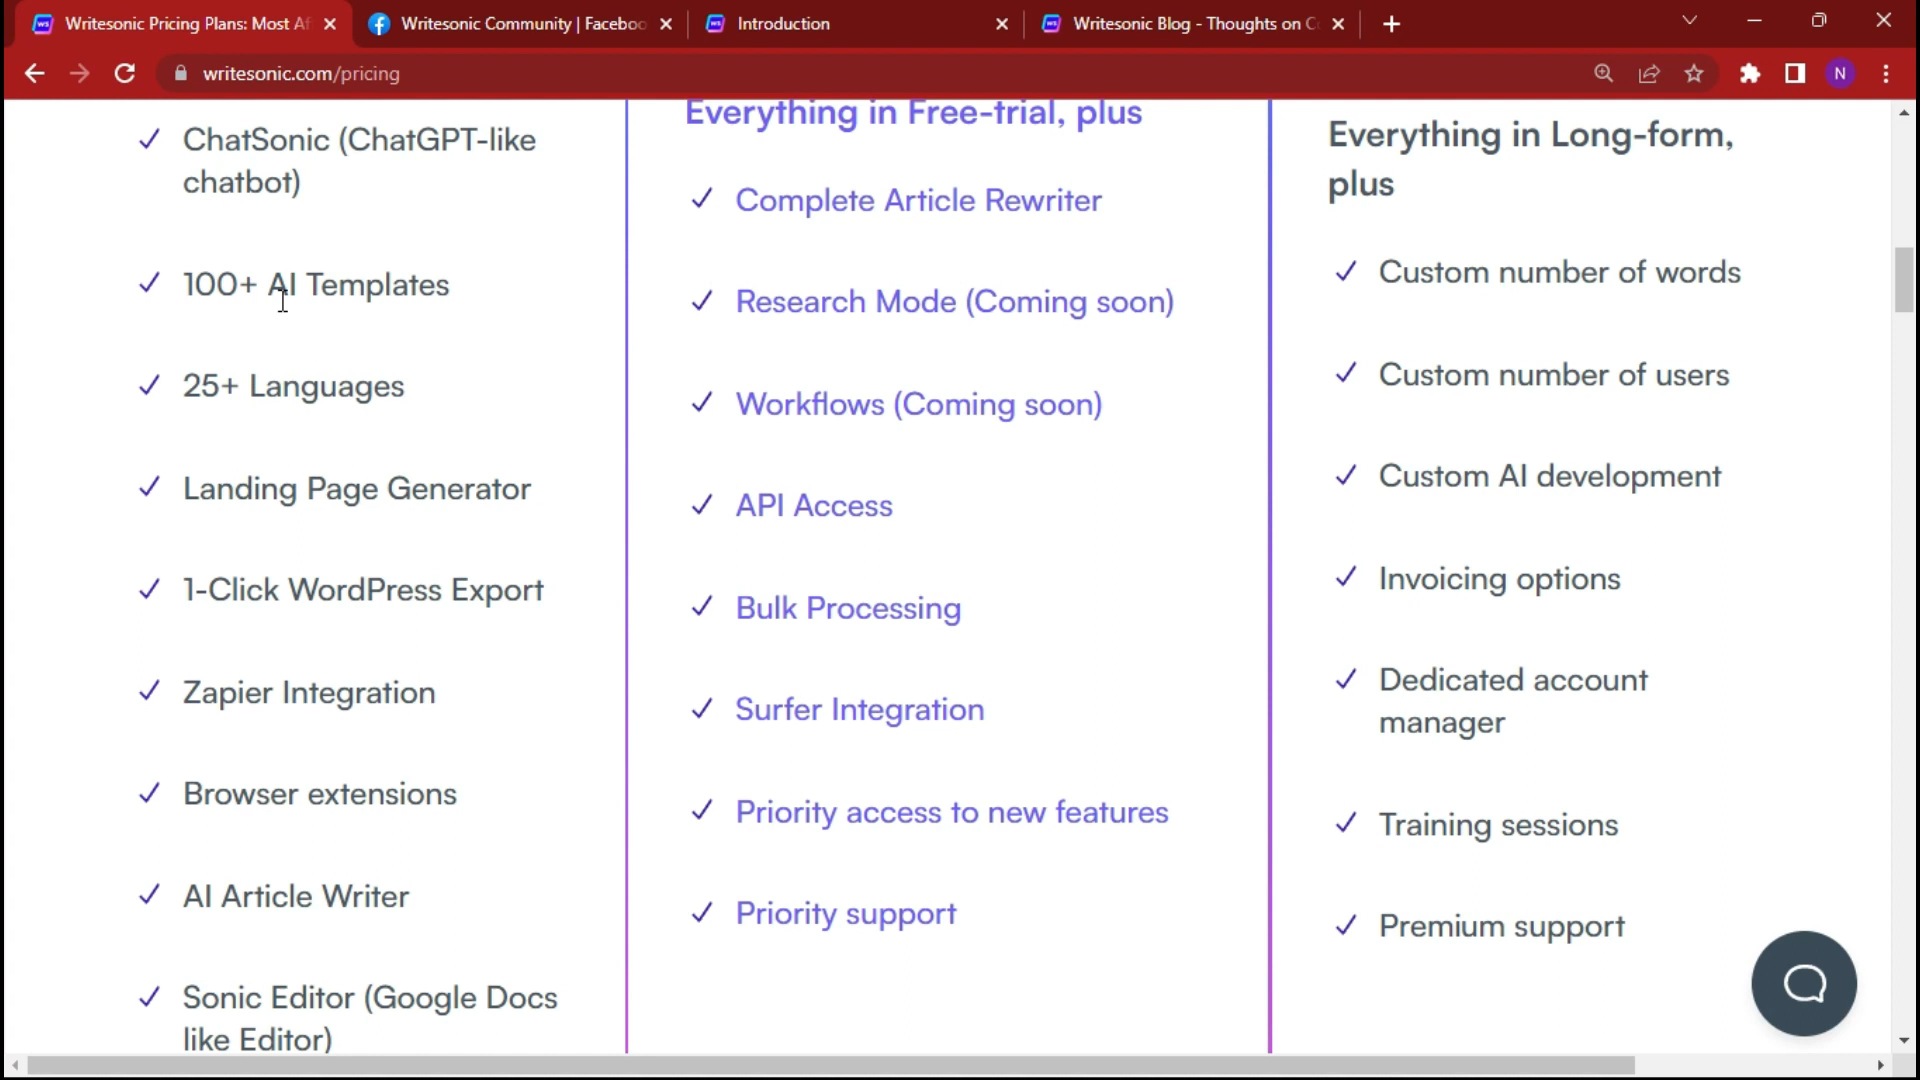 Writesonic Pricing Plans: Most Af
Writesonic Community | Faceboo
Introduction
Writesonic Blog - Thoughts on C
writesonic.com/pricing
N
ChatSonic (ChatGPT-like
chatbot)
100+ AI Templates
25+ Languages
Landing Page Generator
1-Click WordPress Export
Zapier Integration
Browser extensions
AI Article Writer
Sonic Editor (Google Docs
like Editor)
Everything in Free-trial, plus
Complete Article Rewriter
Research Mode (Coming soon)
Workflows (Coming soon)
API Access
Bulk Processing
Surfer Integration
Priority access to new features
Priority support
Everything in Long-form,
plus
Custom number of words
Custom number of users
Custom AI development
Invoicing options
Dedicated account
manager
Training sessions
Premium support